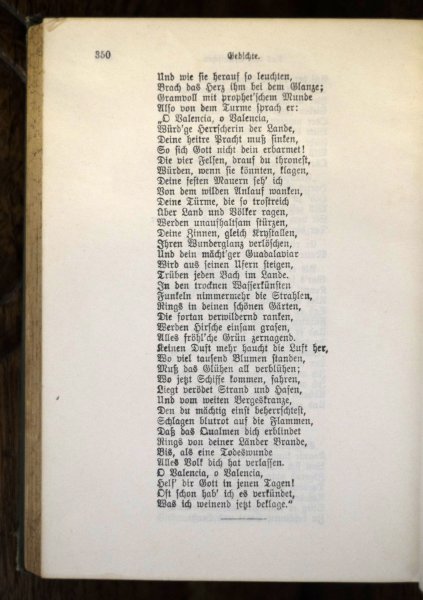 350
Gedichte.
Und wie sie herauf so leuchten,
Brach das Herz ihm bei dem Glanze;
Gramvoll mit prophet'schem Munde
Also von dem Turme sprach er:
„O Valencia, o Valencia,
Würd'ge Herrscherin der Lande,
Deine heitre Pracht muß sinken,
So sich Gott nicht dein erbarmet!
Die vier Felsen, drauf du thronest,
Würden, wenn sie könnten, klagen,
Deine festen Mauern seh' ich
Von dem wilden Anlauf wanken,
Deine Türme, die so trostreich
Über Land und Völker ragen,
Werden unaufhaltsam stürzen,
Deine Zinnen, gleich Krystallen,
Ihren Wunderglanz verlöschen,
Und dein mächt'ger Guadalaviar
Wird aus seinen Ufern steigen,
Trüben jeden Bach im Lande.
In den trocknen Wasserkünsten
Funkeln nimmermehr die Strahlen,
Rings in deinen schönen Gärten,
Die fortan verwildernd ranken,
Werden Hirsche einsam grasen,
Alles fröhl'che Grün zernagend.
Keinen Duft mehr haucht die Luft her,
Wo viel tausend Blumen standen,
Muß das Glühen all verblühen;
Wo jetzt Schiffe kommen, fahren,
Liegt verödet Strand und Hafen,
Und vom weiten Bergeskranze,
Den du mächtig einst beherrschtest,
Schlagen blutrot auf die Flammen,
Daß das Qualmen dich erblindet
Rings von deiner Länder Brande,
Bis, als eine Todeswunde
Alles Volk dich hat verlassen.
O Valencia, o Valencia,
Helf' dir Gott in jenen Tagen!
Oft schon hab' ich es verkündet,
Was ich weinend jetzt beklage."